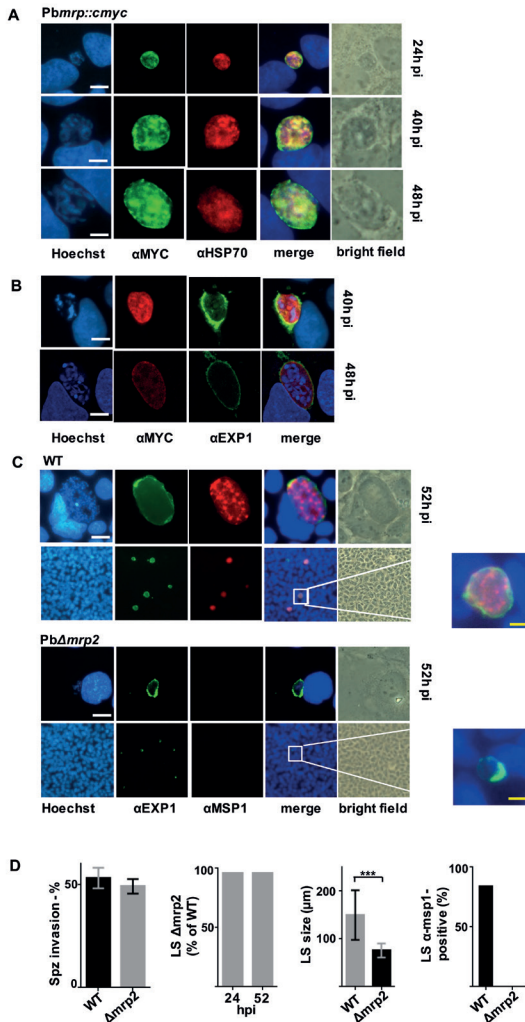 A Pbmrp::cmyc
24h pi
40h pi
48h pi
Hoechst αMYC αHSP70 merge bright field
B
40h pi
48h pi
Hoechst αMYC αEXP1 merge
C WT
52h pi
PbΔmrp2
52h pi
Hoechst αEXP1 αMSP1 merge bright field
D
Spz invasion - %
50
0
WT Δmrp2
LS Δmrp2
(% of WT)
100
50
0
24 52
hpi
LS size (μm)
200
100
***
WT Δmrp2
LS α-msp1-
positive (%)
100
50
0
WT Δmrp2